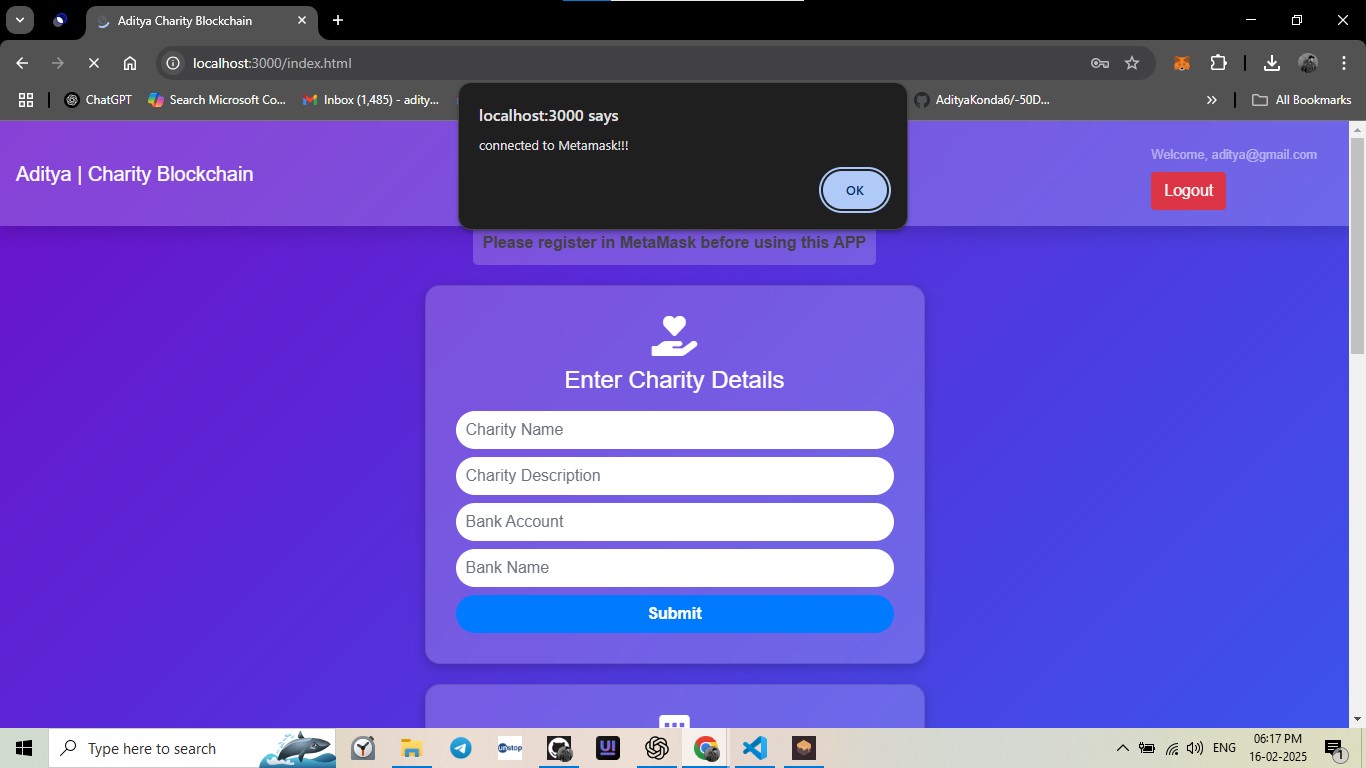 Aditya Charity Blockchain
localhost:3000/index.html
ChatGPT
Search Microsoft Co...
Inbox (1,485) - adity...
AdityaKonda6/-50D...
All Bookmarks
localhost:3000 says
connected to Metamask!!!
OK
Aditya | Charity Blockchain
Welcome, aditya@gmail.com
Logout
Please register in MetaMask before using this APP
Enter Charity Details
Charity Name
Charity Description
Bank Account
Bank Name
Submit
Type here to search
unstop
UI
ENG
06:17 PM
16-02-2025
1